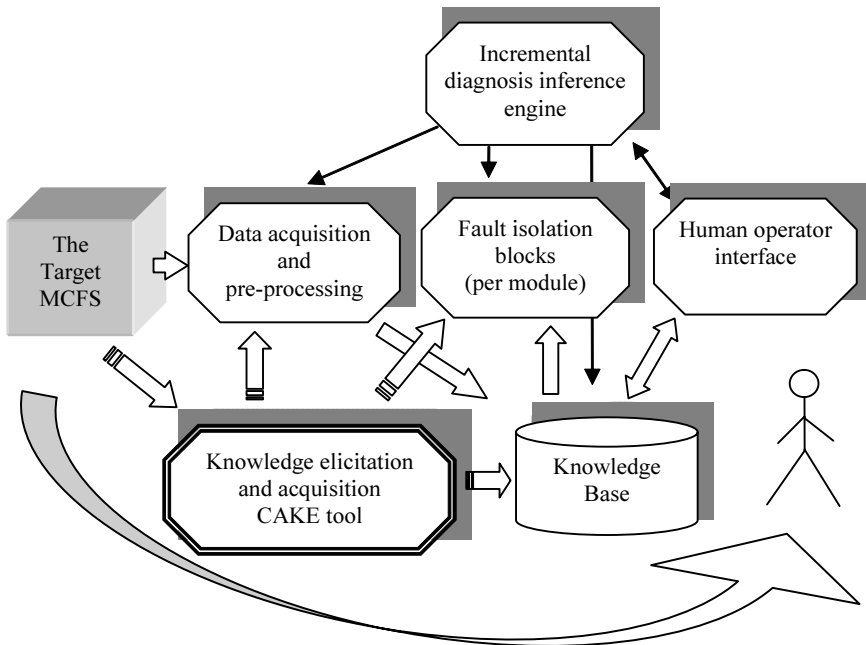 Incremental
diagnosis inference
engine
The
Target
MCFS
Data acquisition
and
pre-processing
Fault isolation
blocks
(per module)
Human operator
interface
Knowledge elicitation
and acquisition
CAKE tool
Knowledge
Base